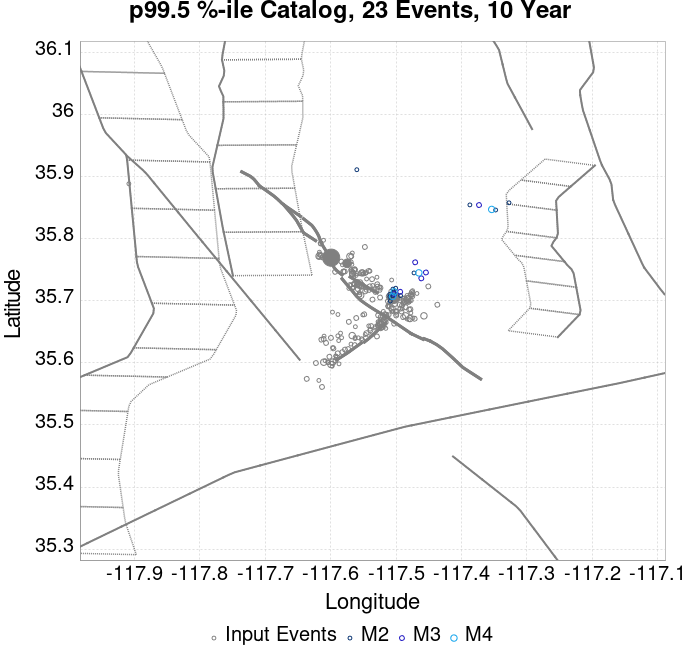 p99.5 %-ile Catalog, 23 Events, 10 Year
36.1
36
35.9
35.8
35.7
35.6
35.5
35.4
35.3
Latitude
-117.9 -117.8 -117.7 -117.6 -117.5 -117.4 -117.3 -117.2 -117.1
Longitude
Input Events M2 M3 M4